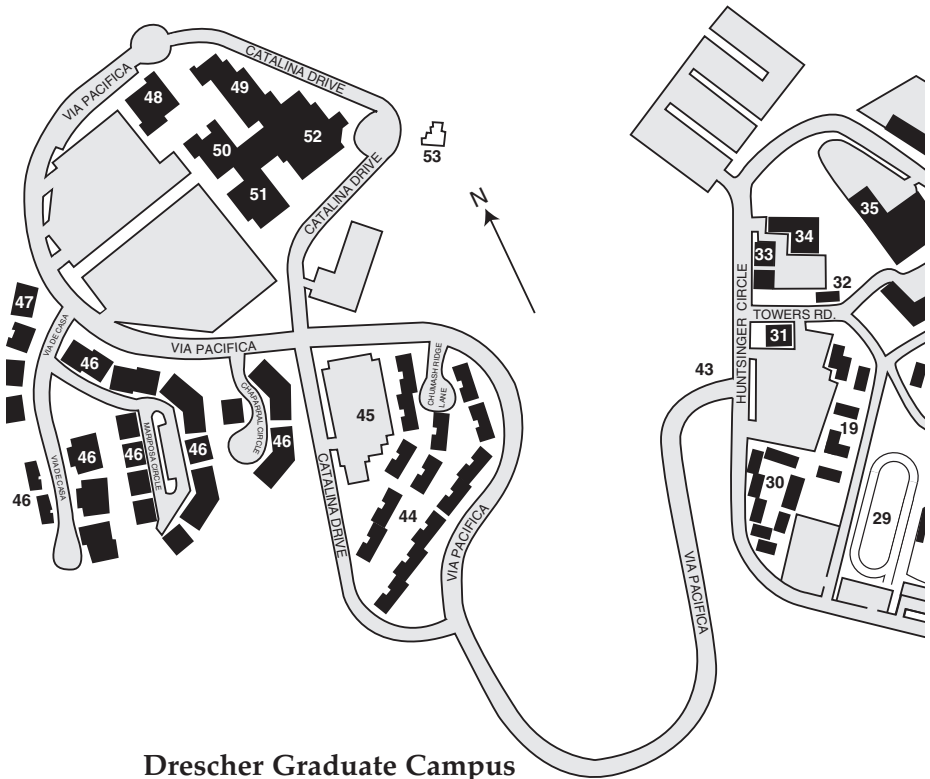 CATALINA DRIVE
VIA PACIFICA
48
49
52
50
53
51
CATALINA DRIVE
N
35
34
33
32
HUNTSINGER CIRCLE
TOWERS RD.
31
47
VIA DE CASA
VIA PACIFICA
46
CHUMASH RIDGE
LANE
43
CHAPARRAL CIRCLE
45
46
46
46
46
MARIPOSA CIRCLE
19
VIA DE CASA
46
CATALINA DRIVE
30
44
VIA PACIFICA
29
VIA PACIFICA
Drescher Graduate Campus